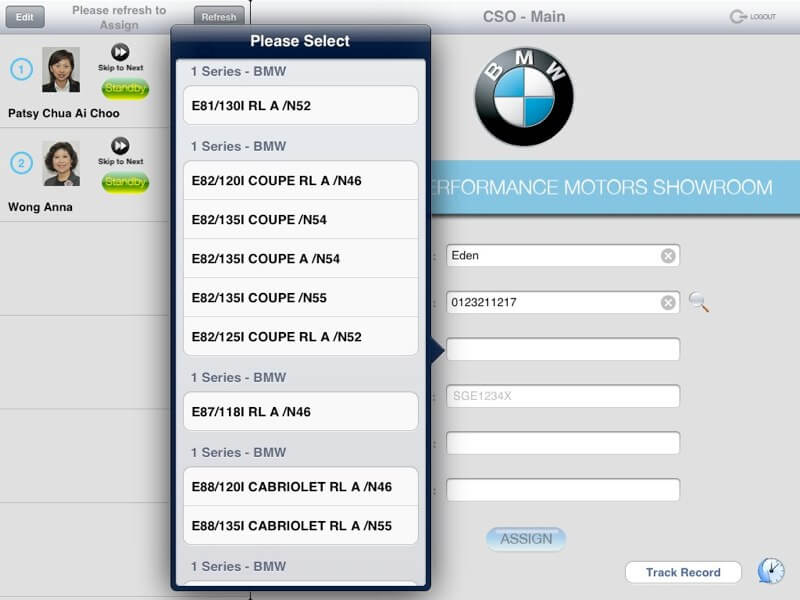 Edit
Please refresh to
Assign
Refresh
CSO - Main
LOGOUT
1
Skip to Next
Standby
Patsy Chua Ai Choo
2
Skip to Next
Standby
Wong Anna
Please Select
1 Series - BMW
E81/130I RL A /N52
1 Series - BMW
E82/120I COUPE RL A /N46
E82/135I COUPE /N54
E82/135I COUPE A /N54
E82/135I COUPE /N55
E82/125I COUPE RL A /N52
1 Series - BMW
E87/118I RL A /N46
1 Series - BMW
E88/120I CABRIOLET RL A /N46
E88/135I CABRIOLET RL A /N55
1 Series - BMW
BMW
ERFORMANCE MOTORS SHOWROOM
: Eden
: 0123211217
: SGE1234X
:
:
ASSIGN
Track Record